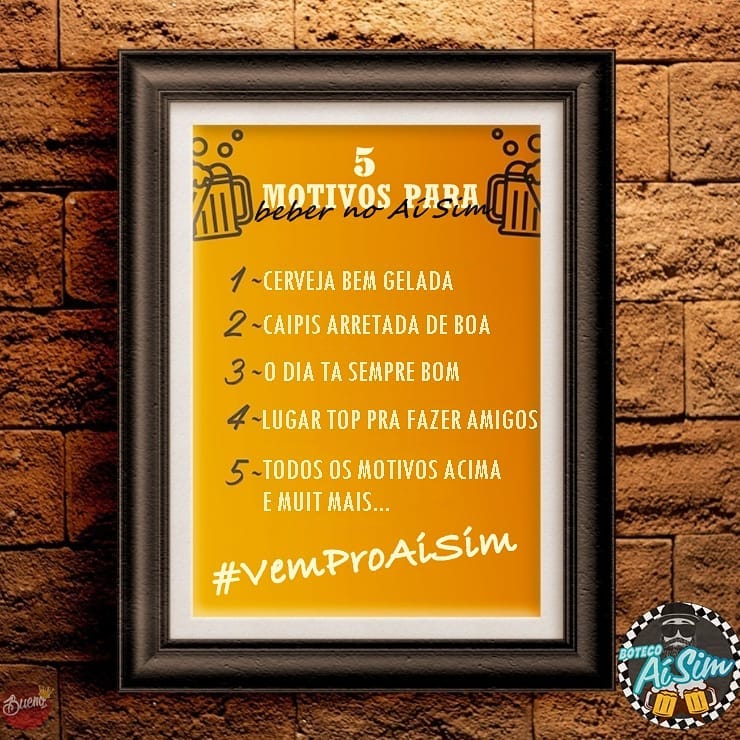 5
MOTIVOS PARA
beber no Aí Sim
1~CERVEJA BEM GELADA
2~CAIPIS ARRETADA DE BOA
3~O DIA TA SEMPRE BOM
4~LUGAR TOP PRA FAZER AMIGOS
5~TODOS OS MOTIVOS ACIMA
E MUIT MAIS...
#VemProAíSim
Bueno
BOTECO
Aí Sim